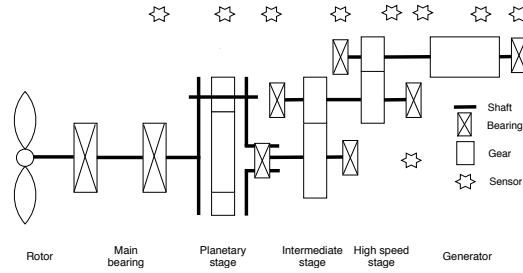 Shaft
Bearing
Gear
Sensor
Rotor
Main
bearing
Planetary
stage
Intermediate
stage
High speed
stage
Generator